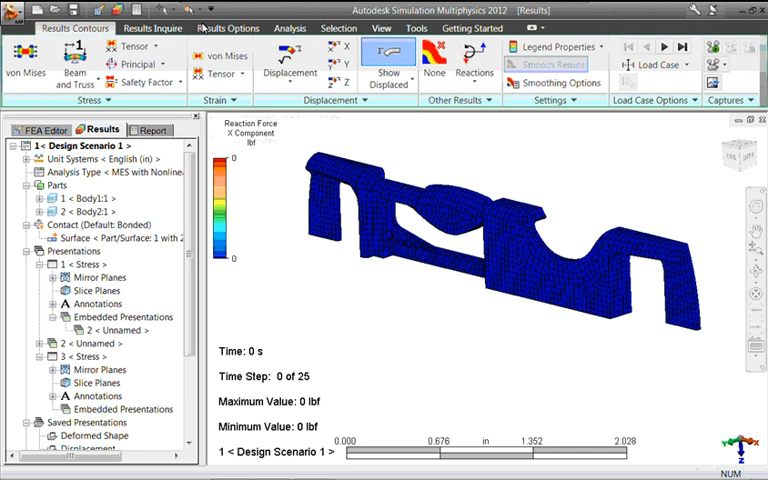 Autodesk Simulation Multiphysics 2012 - [Results]
Results Contours Results Inquire Results Options Analysis Selection View Tools Getting Started
von Mises
Beam and Truss
Tensor
Principal
Safety Factor
Stress
von Mises
Tensor
Strain
Displacement
X
Y
Z
Show Displaced
Displacement
None
Reactions
Other Results
Legend Properties
Smooth Results
Smoothing Options
Settings
Load Case
Load Case Options
Captures
FEA Editor Results Report
1< Design Scenario 1 >
Unit Systems < English (in) >
Analysis Type < MES with Nonline
Parts
1 < Body1:1 >
2 < Body2:1 >
Contact (Default: Bonded)
Surface < Part/Surface: 1 with 2
Presentations
1 < Stress >
Mirror Planes
Slice Planes
Annotations
Embedded Presentations
2 < Unnamed >
2 < Unnamed >
3 < Stress >
Mirror Planes
Slice Planes
Annotations
Embedded Presentations
Saved Presentations
Deformed Shape
Displacement
Reaction Force
X Component
lbf
0
0
Time: 0 s
Time Step: 0 of 25
Maximum Value: 0 lbf
Minimum Value: 0 lbf
1 < Design Scenario 1 >
0.000 0.676 in 1.352 2.028
X
Z
NUM